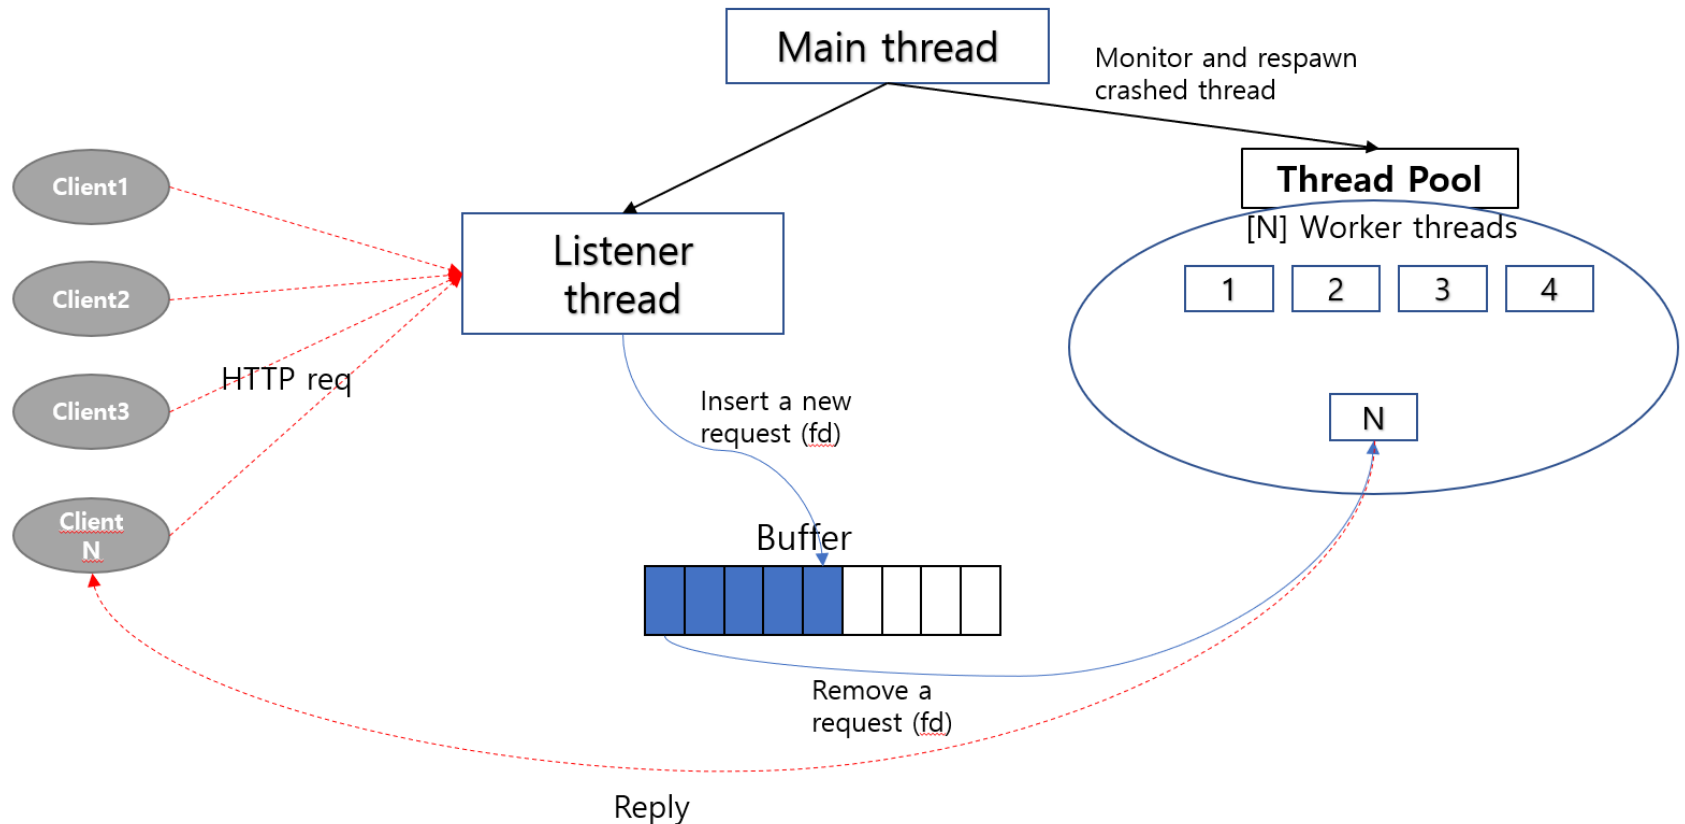 Main thread
Monitor and respawn
crashed thread
Client1
Thread Pool
[N] Worker threads
Listener
thread
1
2
3
4
Client2
HTTP req
Client3
Insert a new
request (fd)
N
Client
N
Buffer
Remove a
request (fd)
Reply